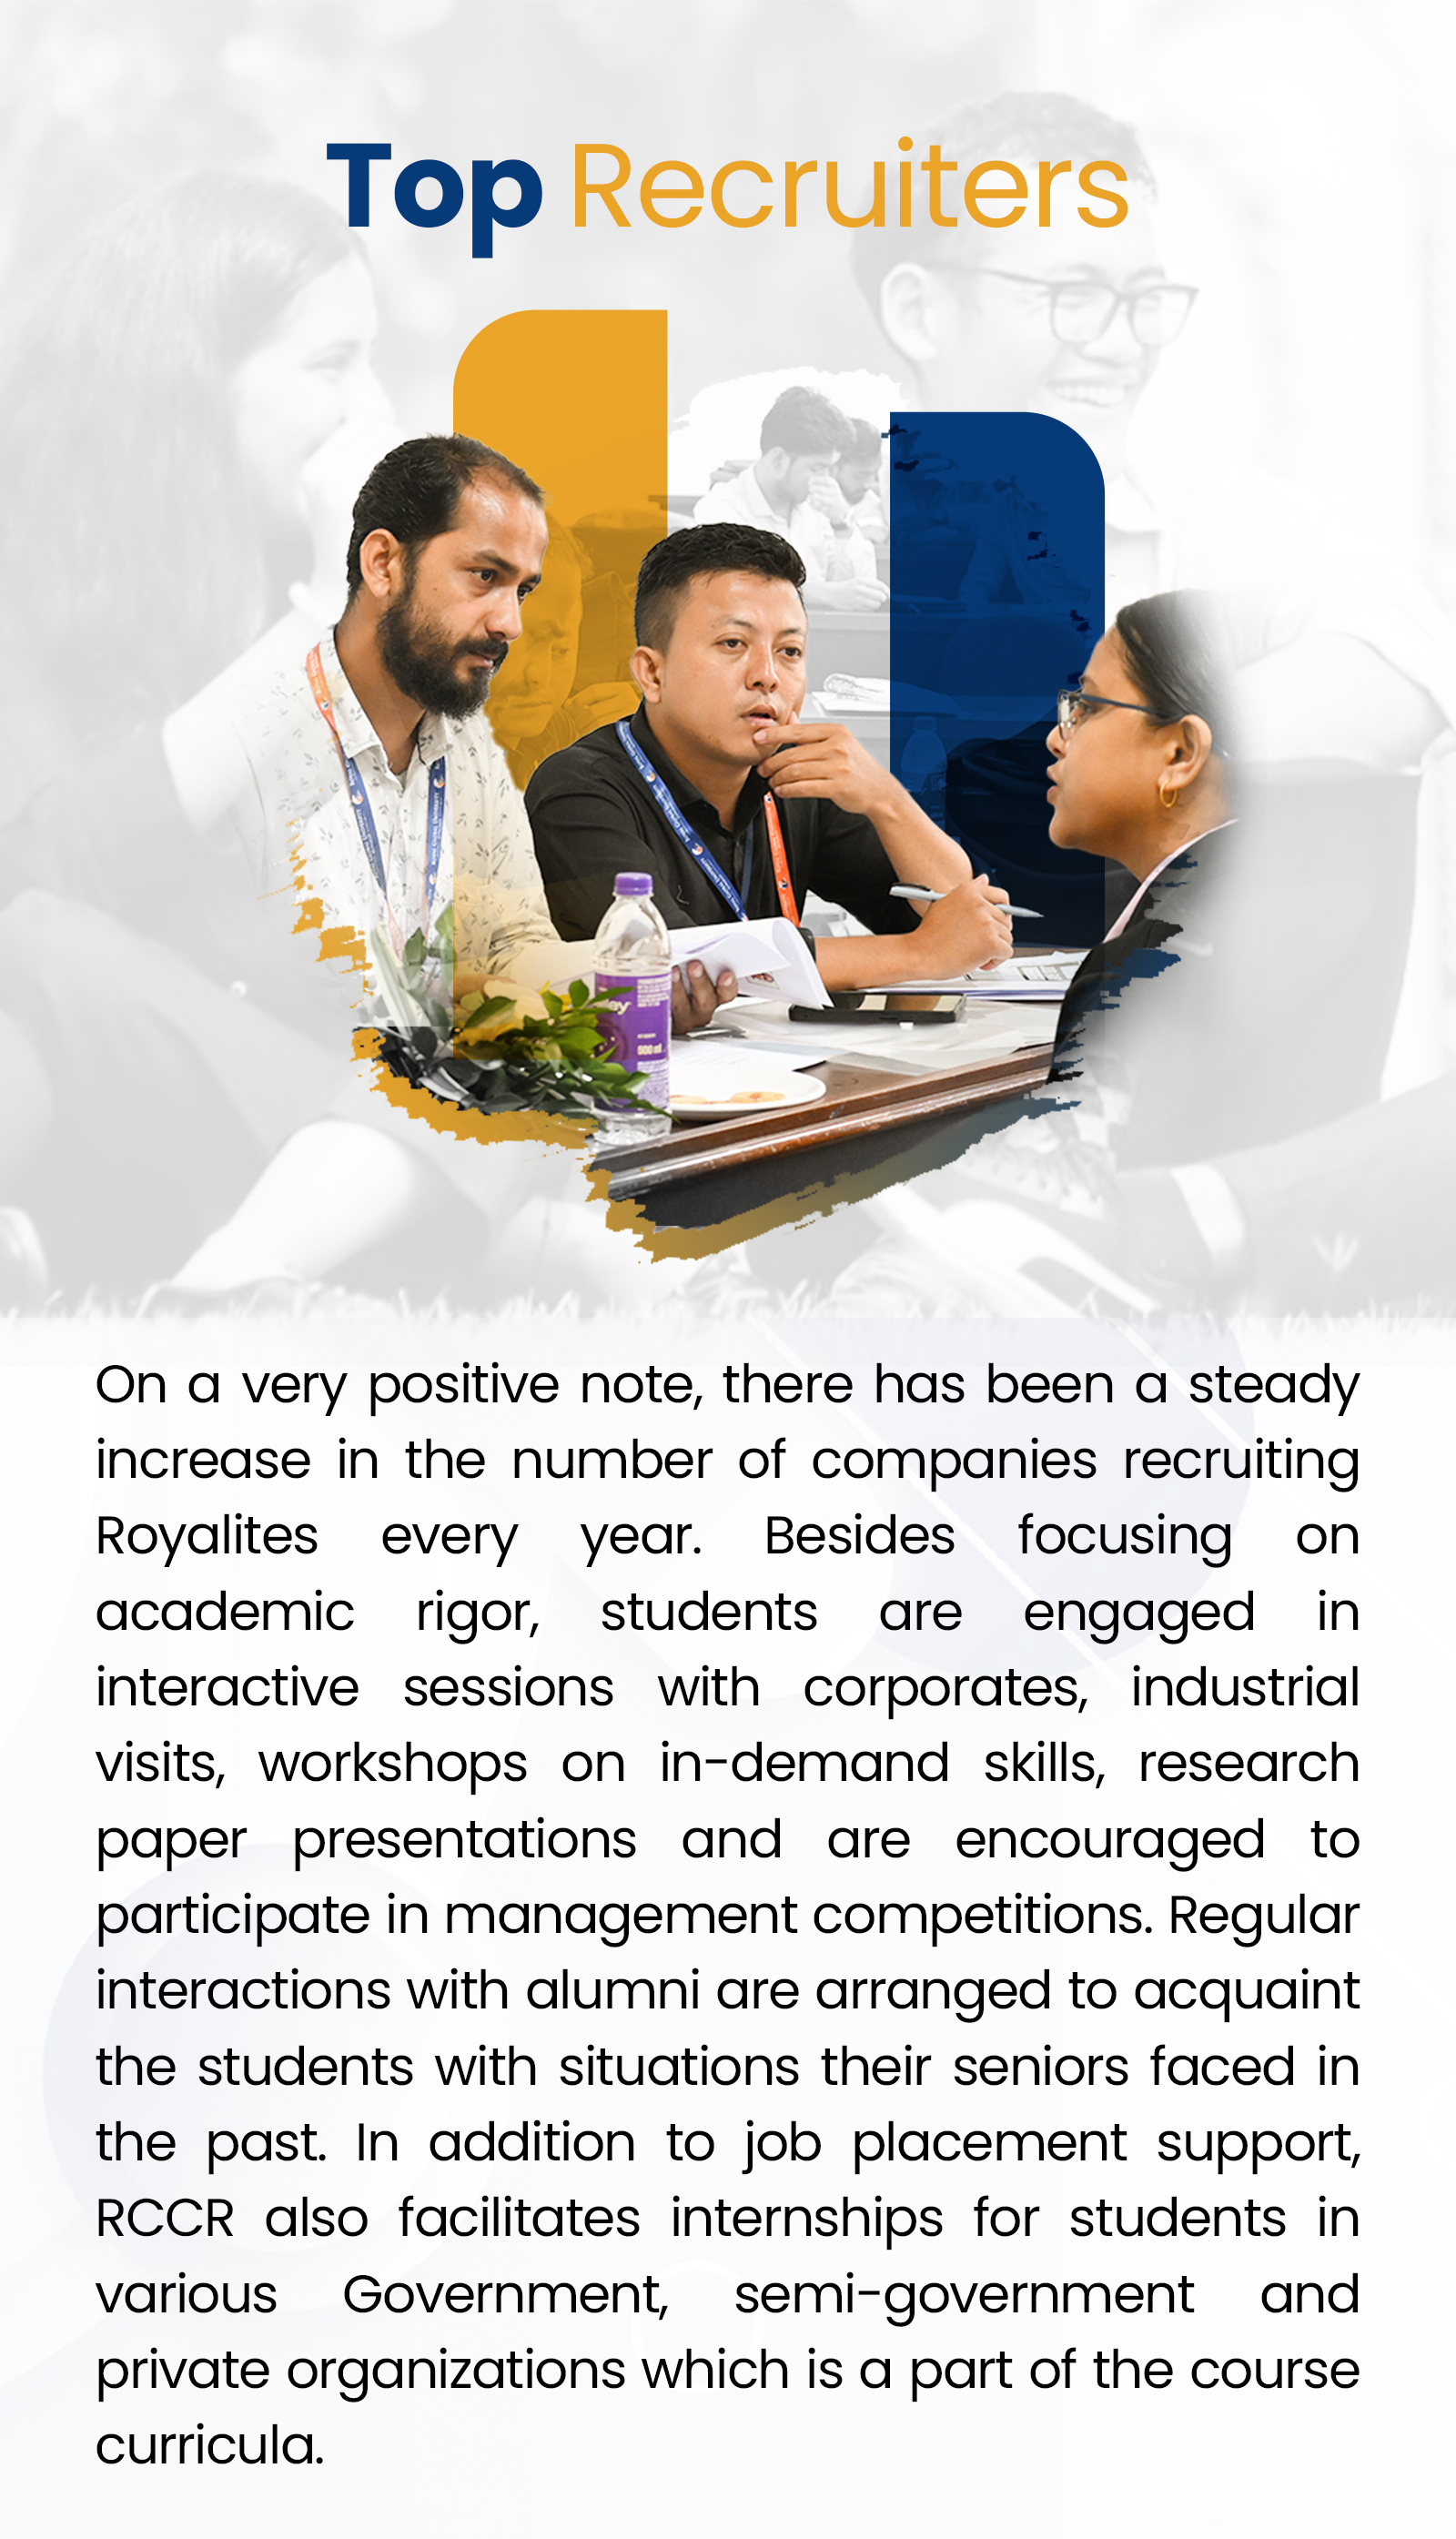 Top Recruiters
On a very positive note, there has been a steady
increase in the number of companies recruiting
Royalites every year. Besides focusing on
academic rigor, students are engaged in
interactive sessions with corporates, industrial
visits, workshops on in-demand skills, research
paper presentations and are encouraged to
participate in management competitions. Regular
interactions with alumni are arranged to acquaint
the students with situations their seniors faced in
the past. In addition to job placement support,
RCCR also facilitates internships for students in
various Government, semi-government and
private organizations which is a part of the course
curricula.